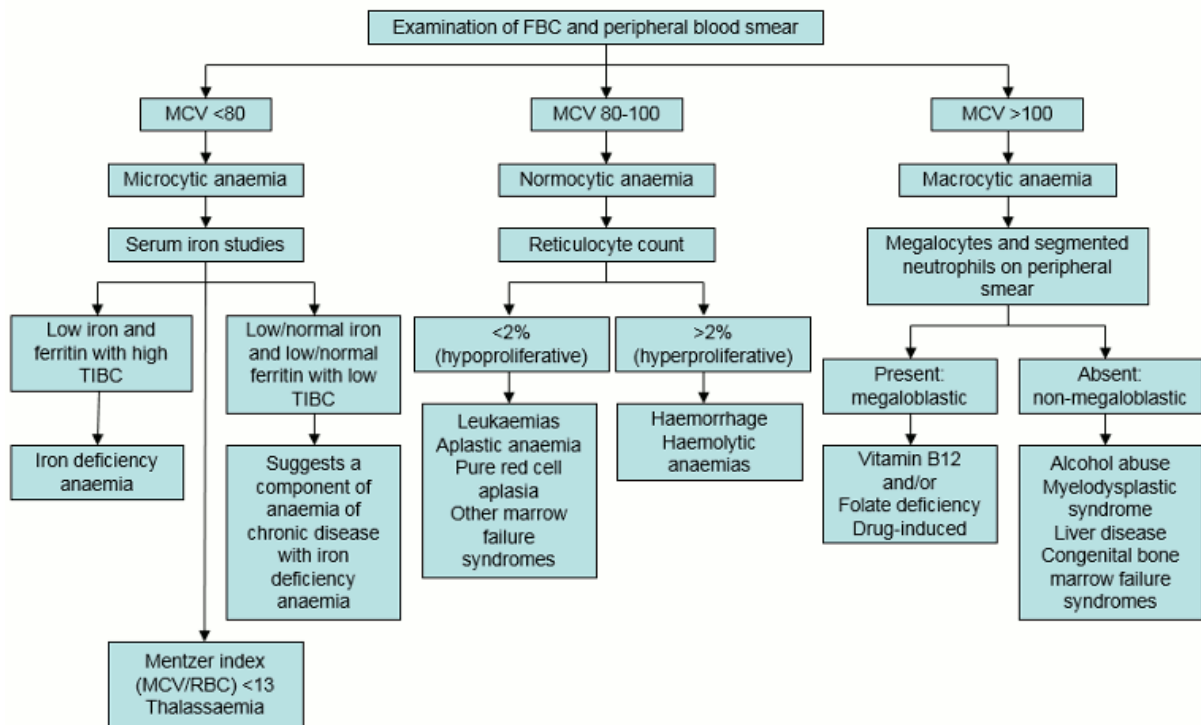 Examination of FBC and peripheral blood smear
MCV <80
MCV 80-100
MCV >100
Microcytic anaemia
Normocytic anaemia
Macrocytic anaemia
Serum iron studies
Reticulocyte count
Megalocytes and segmented
neutrophils on peripheral
smear
Low iron and
ferritin with high
TIBC
Low/normal iron
and low/normal
ferritin with low
TIBC
<2%
(hypoproliferative)
>2%
(hyperproliferative)
Present:
megaloblastic
Absent:
non-megaloblastic
Iron deficiency
anaemia
Suggests a
component of
anaemia of
chronic disease
with iron
deficiency
anaemia
Leukaemias
Aplastic anaemia
Pure red cell
aplasia
Other marrow
failure
syndromes
Haemorrhage
Haemolytic
anaemias
Vitamin B12
and/or
Folate deficiency
Drug-induced
Alcohol abuse
Myelodysplastic
syndrome
Liver disease
Congenital bone
marrow failure
syndromes
Mentzer index
(MCV/RBC) <13
Thalassaemia